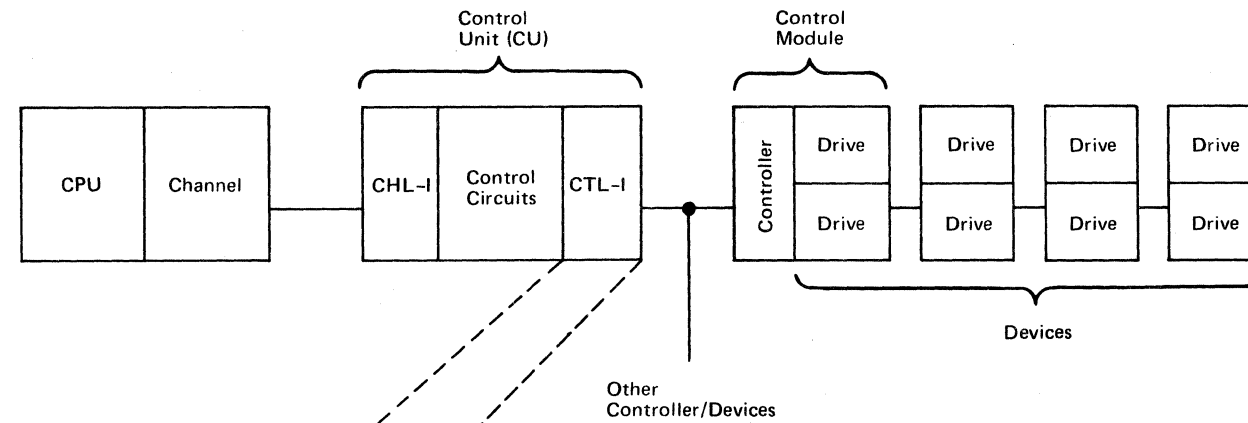 Control
Unit (CU)
Control
Module
CPU
Channel
CHL-I
Control
Circuits
CTL-I
Controller
Drive
Drive
Drive
Drive
Drive
Drive
Drive
Drive
Devices
Other
Controller/Devices